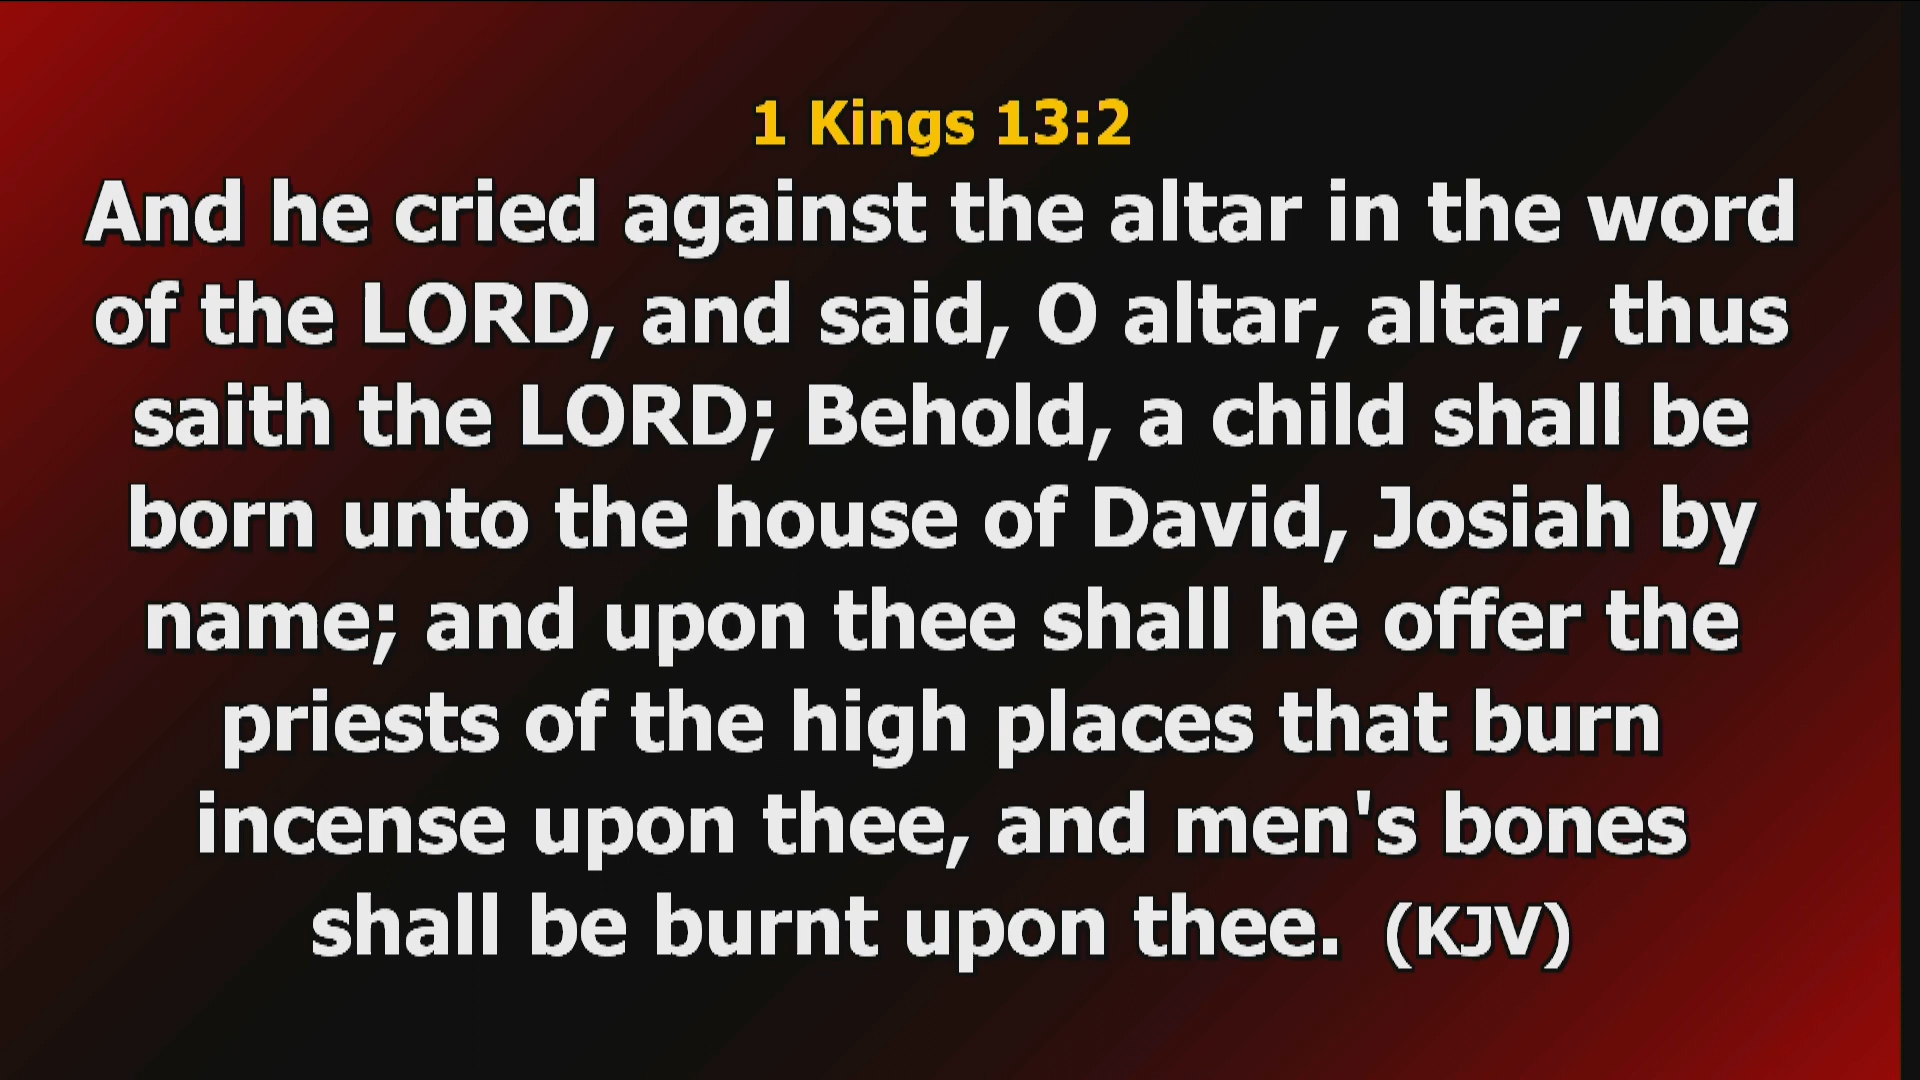 1 Kings 13:2
And he cried against the altar in the word
of the LORD, and said, O altar, altar, thus
saith the LORD; Behold, a child shall be
born unto the house of David, Josiah by
name; and upon thee shall he offer the
priests of the high places that burn
incense upon thee, and men's bones
shall be burnt upon thee. (KJV)